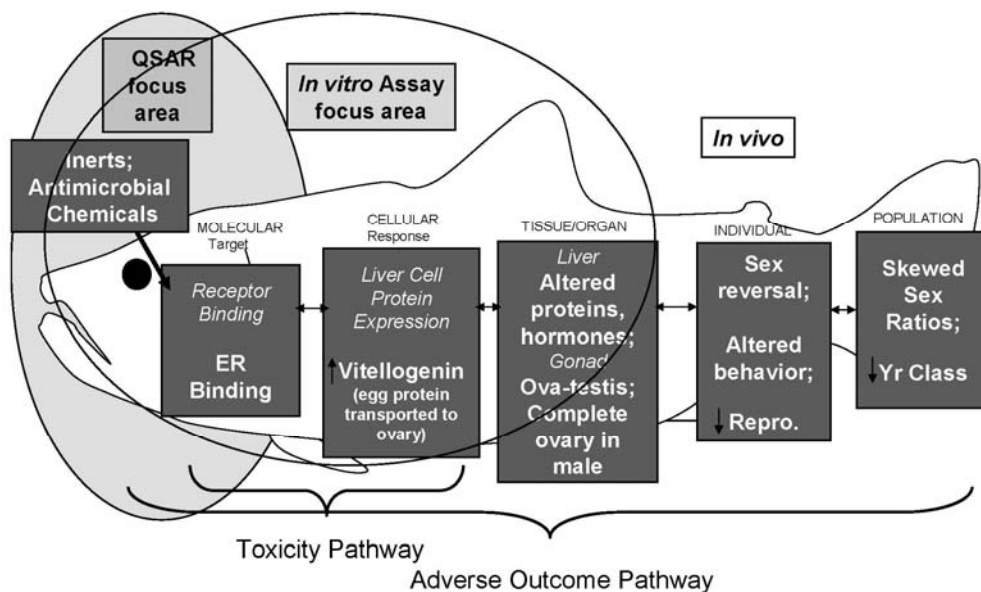 QSAR
focus
area
In vitro Assay
focus area
In vivo
Inerts;
Antimicrobial
Chemicals
MOLECULAR
Target
Receptor
Binding
ER
Binding
CELLULAR
Response
Liver Cell
Protein
Expression
Vitellogenin
(egg protein
transported to
ovary)
TISSUE/ORGAN
Liver
Altered
proteins,
hormones;
Gonad
Ova-testis;
Complete
ovary in
male
INDIVIDUAL
Sex
reversal;
Altered
behavior;
Repro.
POPULATION
Skewed
Sex
Ratios;
Yr Class
Toxicity Pathway
Adverse Outcome Pathway